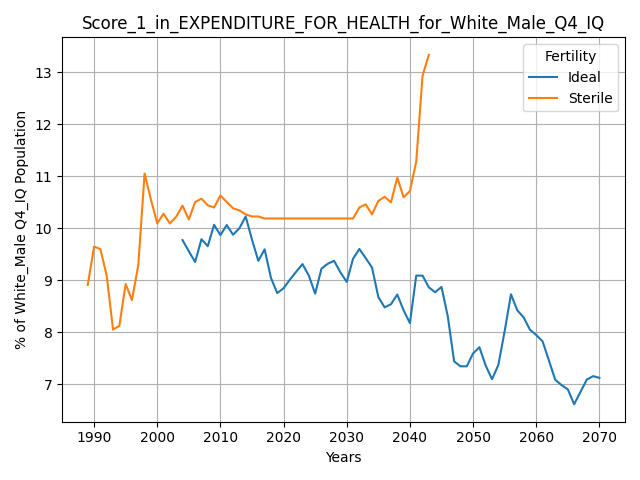 Score_1_in_EXPENDITURE_FOR_HEALTH_for_White_Male_Q4_IQ
Fertility
Ideal
Sterile
% of White_Male Q4_IQ Population
13
12
11
10
9
8
7
1990 2000 2010 2020 2030 2040 2050 2060 2070
Years